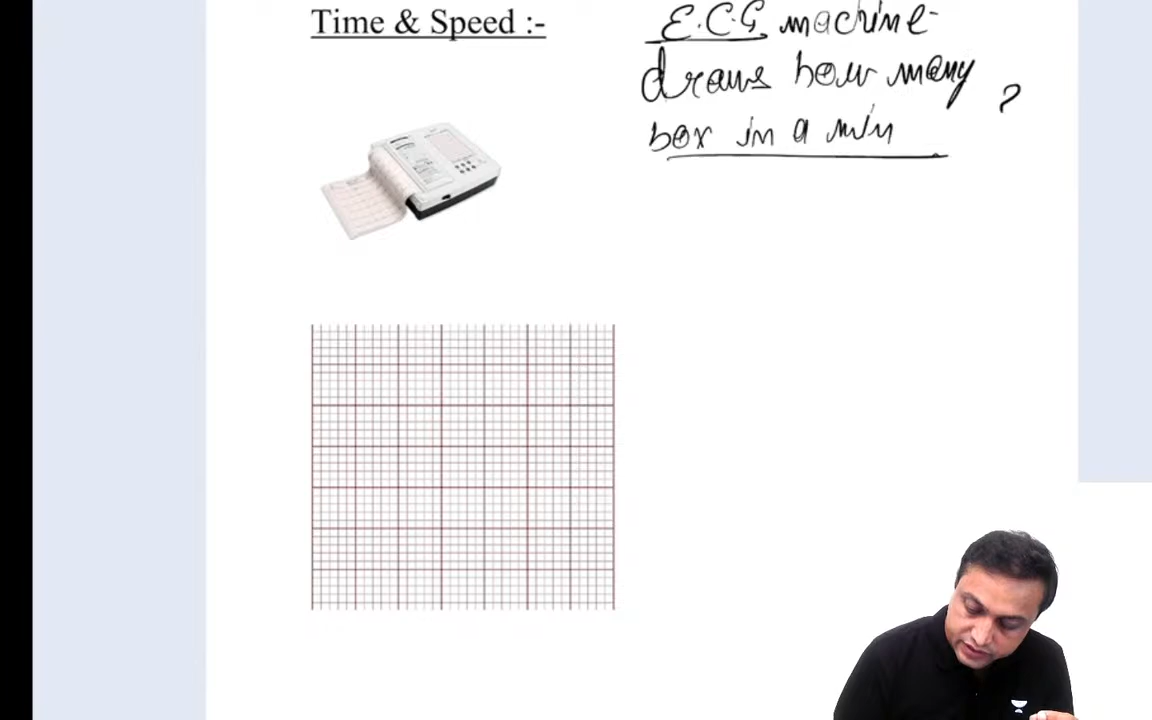 Time & Speed :-
E.C.G. machine
draws how many
box in a min ?